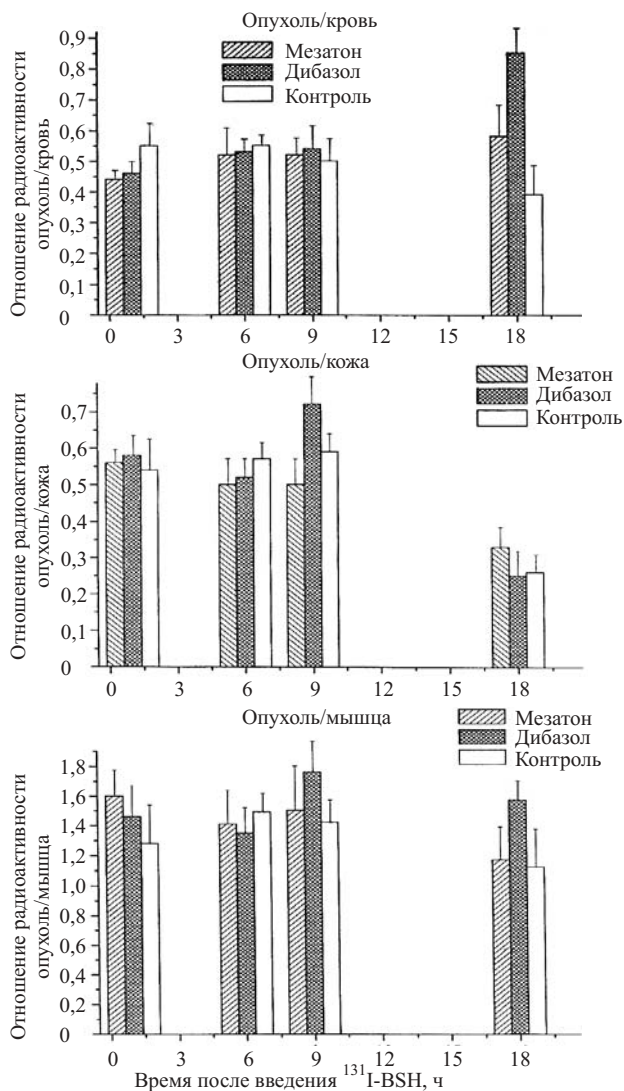 Опухоль/кровь
Отношение радиоактивности
опухоль/кровь
0,9
0,8
0,7
0,6
0,5
0,4
0,3
0,2
0,1
0
Мезатон
Дибазол
Контроль
0 3 6 9 12 15 18
Опухоль/кожа
Отношение радиоактивности
опухоль/кожа
0,7
0,6
0,5
0,4
0,3
0,2
0,1
0
Мезатон
Дибазол
Контроль
0 3 6 9 12 15 18
Опухоль/мышца
Отношение радиоактивности
опухоль/мышца
1,8
1,6
1,4
1,2
1,0
0,8
0,6
0,4
0,2
0
Мезатон
Дибазол
Контроль
0 3 6 9 12 15 18
Время после введения ¹³¹I-BSH, ч